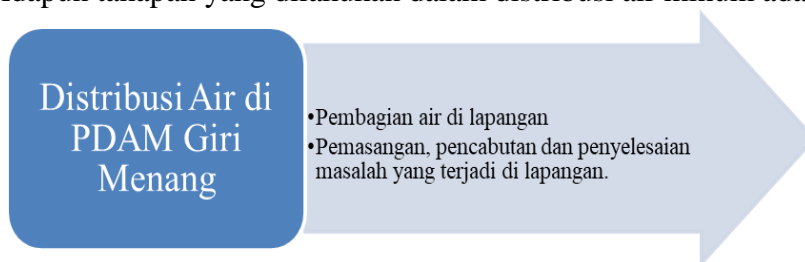 Distribusi Air di
PDAM Giri
Menang
•Pembagian air di lapangan
•Pemasangan, pencabutan dan penyelesaian
masalah yang terjadi di lapangan.